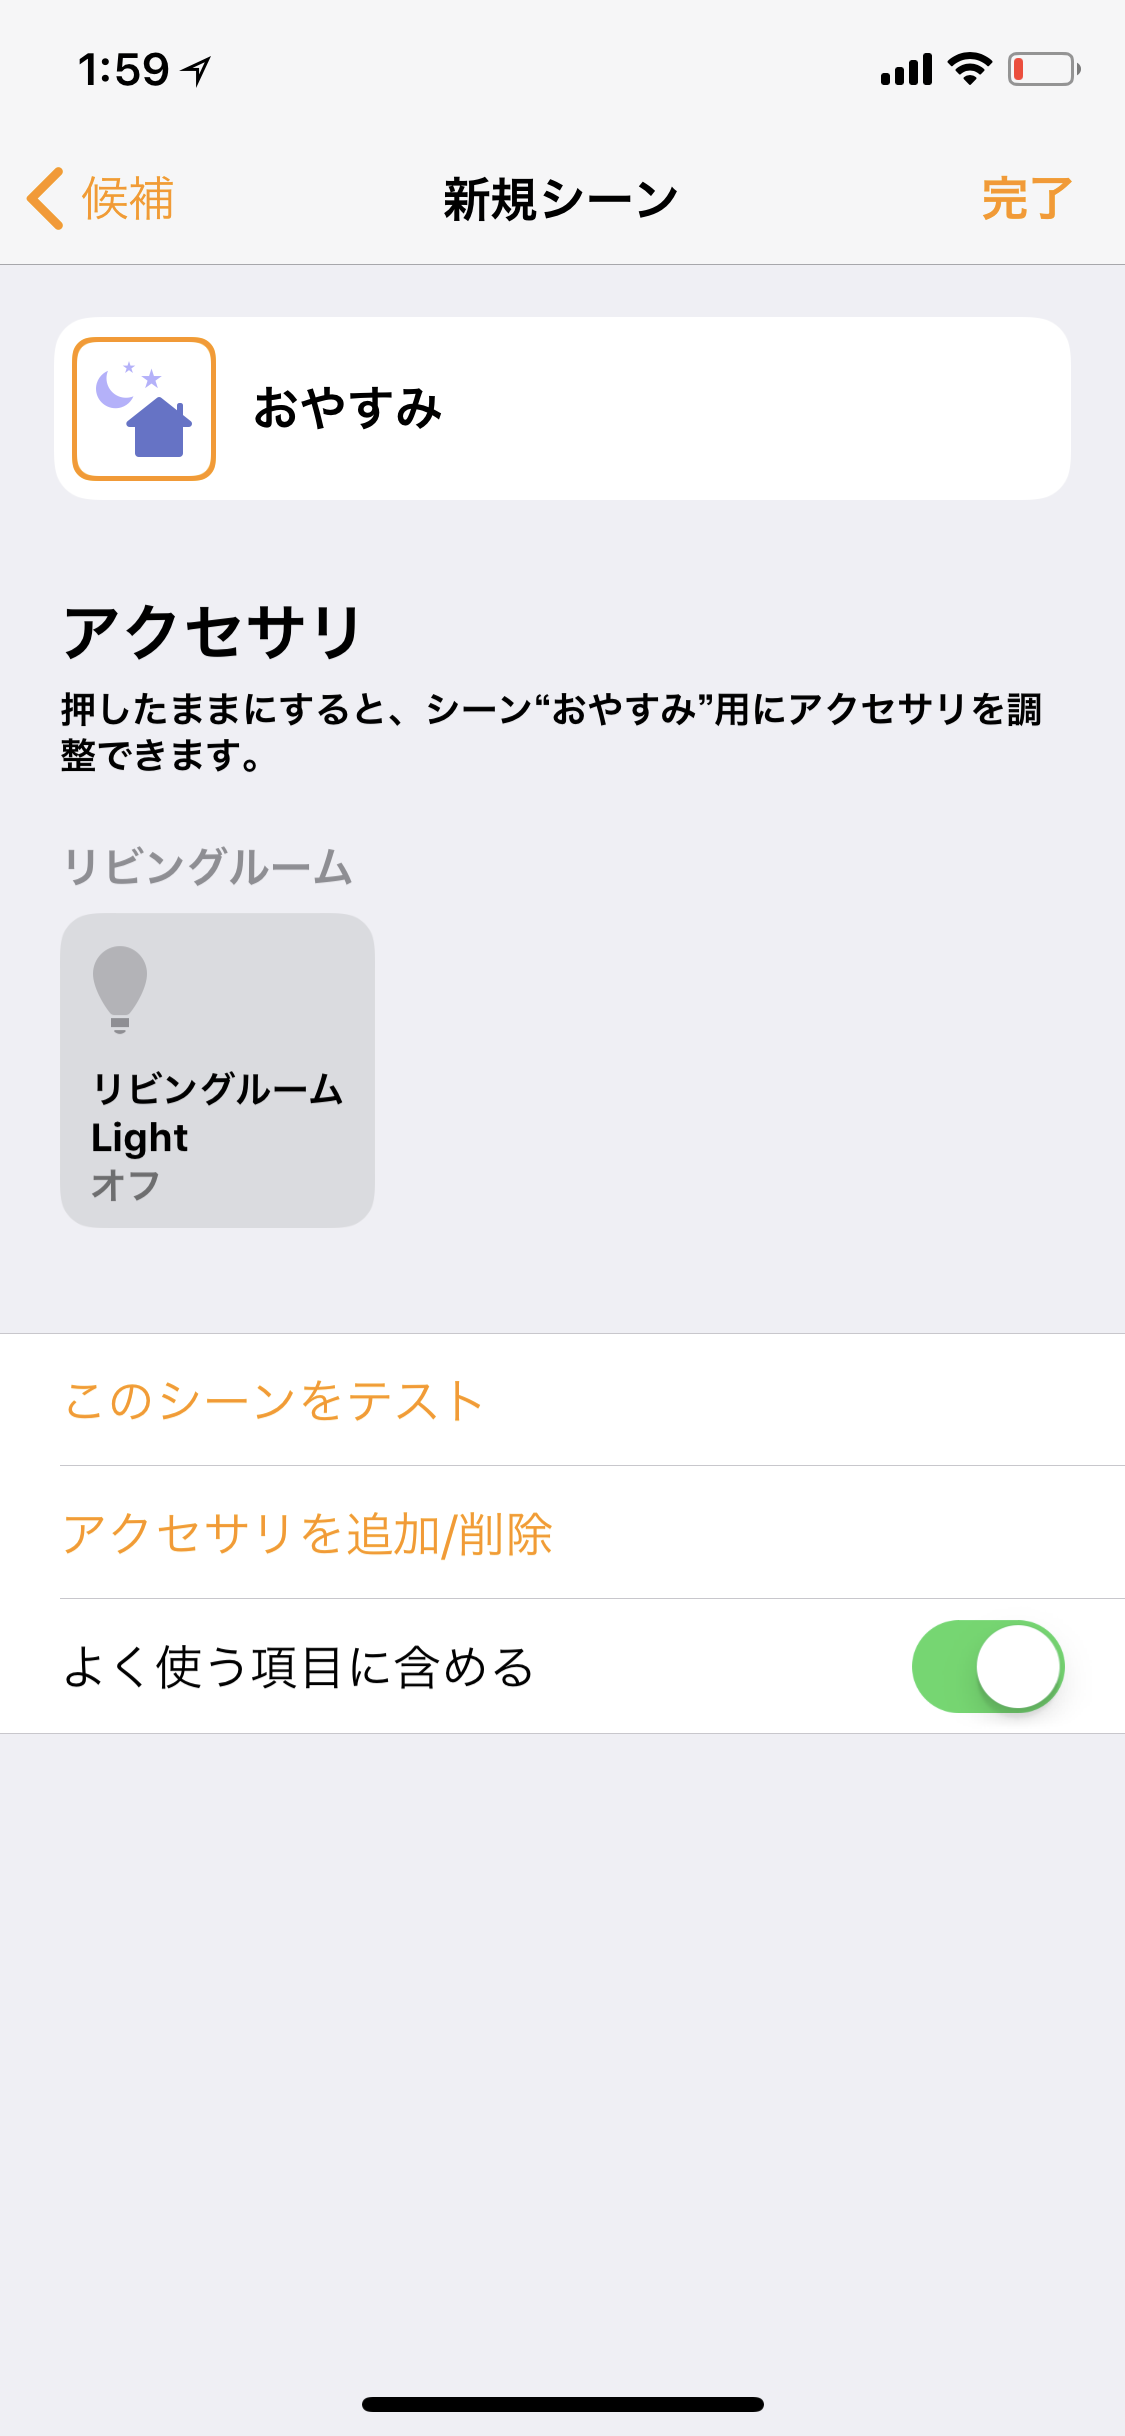 1:59
候補
新規シーン
完了
おやすみ
アクセサリ
押したままにすると、シーン“おやすみ”用にアクセサリを調
整できます。
リビングルーム
リビングルーム
Light
オフ
このシーンをテスト
アクセサリを追加/削除
よく使う項目に含める